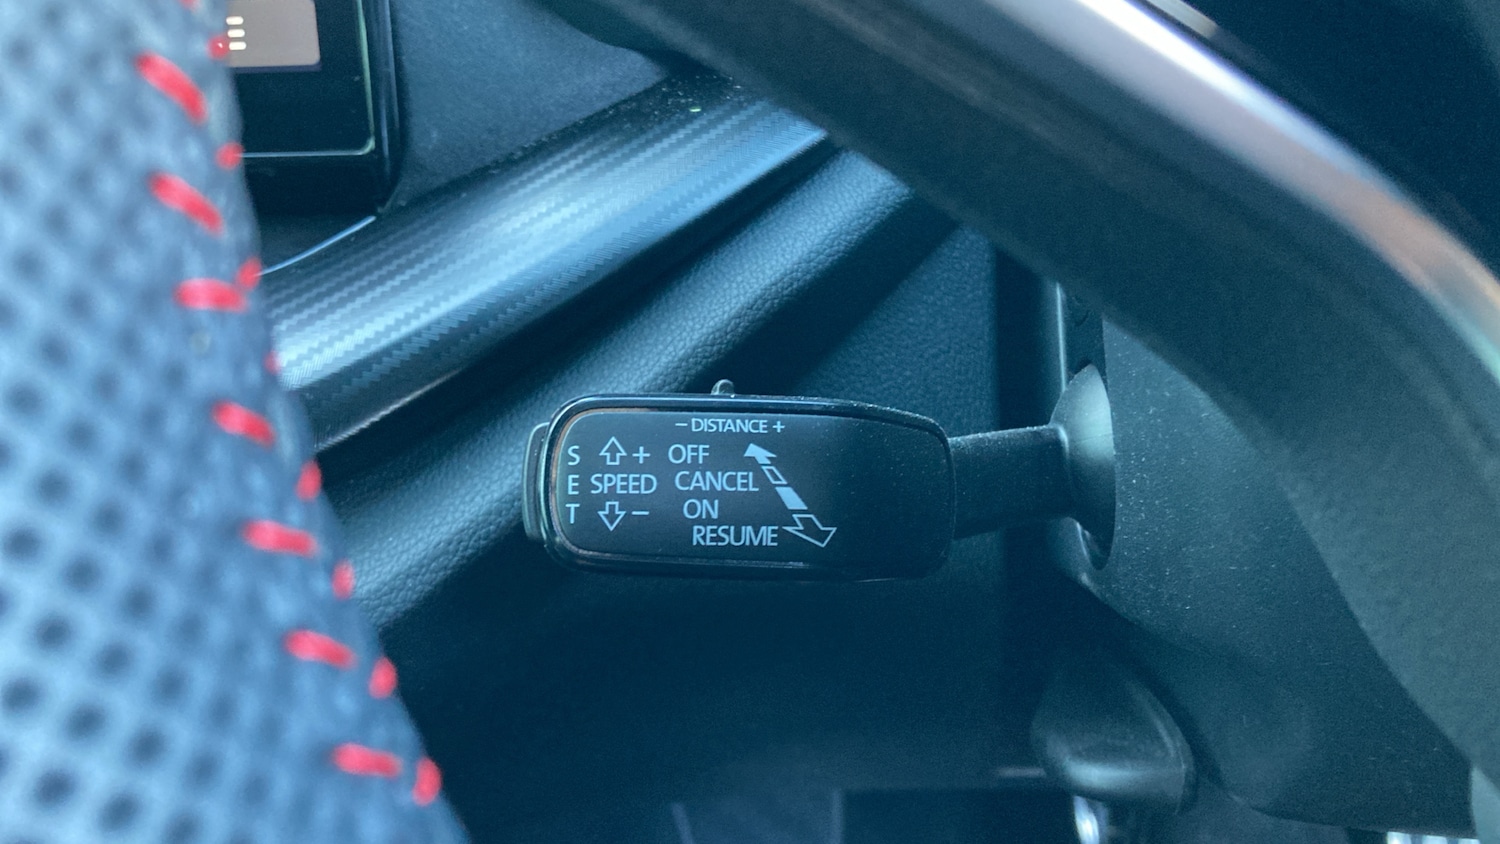 − DISTANCE +
S + OFF
E SPEED CANCEL
T − ON
RESUME